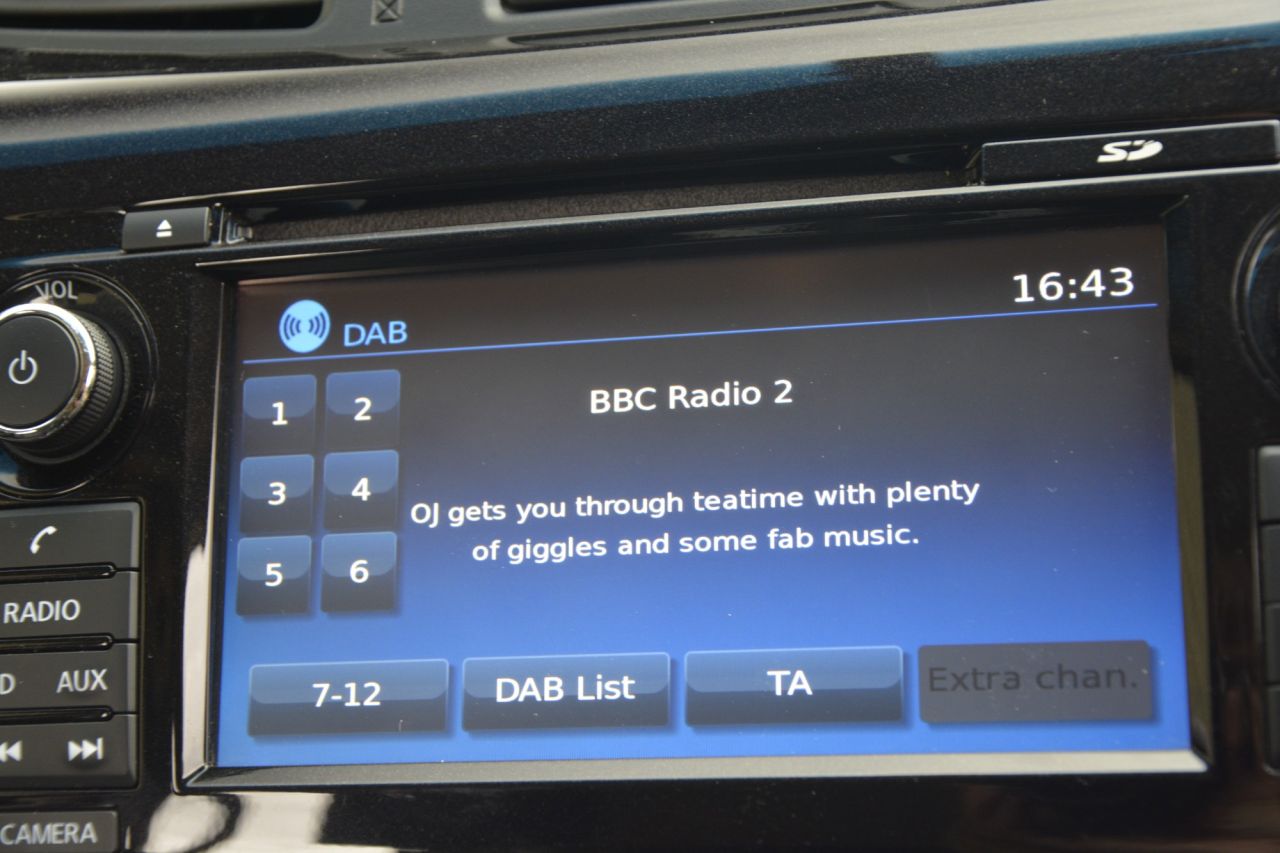 SD
VOL
16:43
DAB
BBC Radio 2
1 2
3 4
5 6
OJ gets you through teatime with plenty
of giggles and some fab music.
RADIO
AUX
7-12 DAB List TA Extra chan.
CAMERA